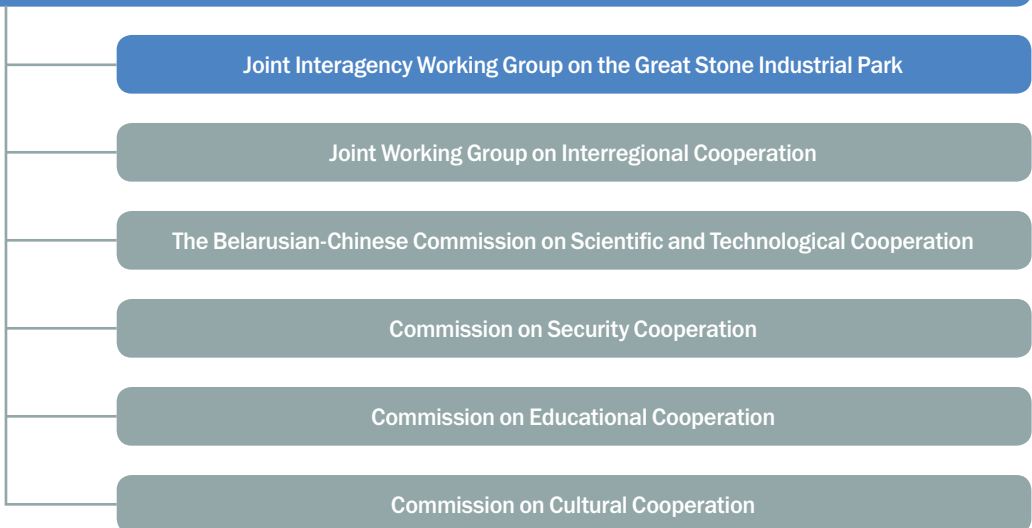 Joint Interagency Working Group on the Great Stone Industrial Park
Joint Working Group on Interregional Cooperation
The Belarusian-Chinese Commission on Scientific and Technological Cooperation
Commission on Security Cooperation
Commission on Educational Cooperation
Commission on Cultural Cooperation